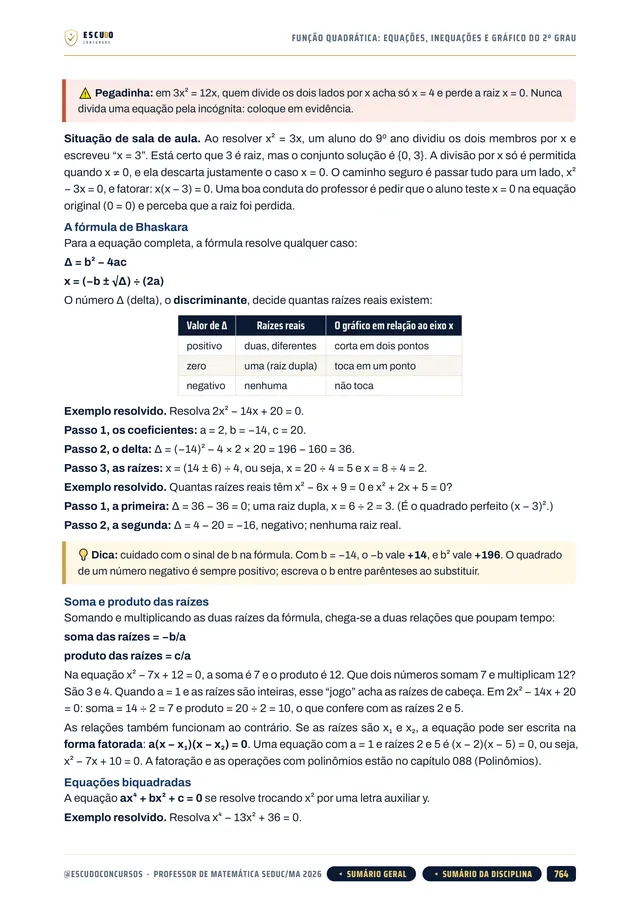 ESCUDO
CONCURSOS
FUNÇÃO QUADRÁTICA: EQUAÇÕES, INEQUAÇÕES E GRÁFICO DO 2º GRAU
⚠ Pegadinha: em 3x² = 12x, quem divide os dois lados por x acha só x = 4 e perde a raiz x = 0. Nunca
divida uma equação pela incógnita: coloque em evidência.
Situação de sala de aula. Ao resolver x² = 3x, um aluno do 9º ano dividiu os dois membros por x e
escreveu “x = 3”. Está certo que 3 é raiz, mas o conjunto solução é {0, 3}. A divisão por x só é permitida
quando x ≠ 0, e ela descarta justamente o caso x = 0. O caminho seguro é passar tudo para um lado, x²
− 3x = 0, e fatorar: x(x − 3) = 0. Uma boa conduta do professor é pedir que o aluno teste x = 0 na equação
original (0 = 0) e perceba que a raiz foi perdida.
A fórmula de Bhaskara
Para a equação completa, a fórmula resolve qualquer caso:
Δ = b² − 4ac
x = (−b ± √Δ) ÷ (2a)
O número Δ (delta), o discriminante, decide quantas raízes reais existem:
Valor de Δ Raízes reais O gráfico em relação ao eixo x
positivo duas, diferentes corta em dois pontos
zero uma (raiz dupla) toca em um ponto
negativo nenhuma não toca
Exemplo resolvido. Resolva 2x² − 14x + 20 = 0.
Passo 1, os coeficientes: a = 2, b = −14, c = 20.
Passo 2, o delta: Δ = (−14)² − 4 × 2 × 20 = 196 − 160 = 36.
Passo 3, as raízes: x = (14 ± 6) ÷ 4, ou seja, x = 20 ÷ 4 = 5 e x = 8 ÷ 4 = 2.
Exemplo resolvido. Quantas raízes reais têm x² − 6x + 9 = 0 e x² + 2x + 5 = 0?
Passo 1, a primeira: Δ = 36 − 36 = 0; uma raiz dupla, x = 6 ÷ 2 = 3. (É o quadrado perfeito (x − 3)².)
Passo 2, a segunda: Δ = 4 − 20 = −16, negativo; nenhuma raiz real.
Dica: cuidado com o sinal de b na fórmula. Com b = −14, o −b vale +14, e b² vale +196. O quadrado
de um número negativo é sempre positivo; escreva o b entre parênteses ao substituir.
Soma e produto das raízes
Somando e multiplicando as duas raízes da fórmula, chega-se a duas relações que poupam tempo:
soma das raízes = −b/a
produto das raízes = c/a
Na equação x² − 7x + 12 = 0, a soma é 7 e o produto é 12. Que dois números somam 7 e multiplicam 12?
São 3 e 4. Quando a = 1 e as raízes são inteiras, esse “jogo” acha as raízes de cabeça. Em 2x² − 14x + 20
= 0: soma = 14 ÷ 2 = 7 e produto = 20 ÷ 2 = 10, o que confere com as raízes 2 e 5.
As relações também funcionam ao contrário. Se as raízes são x₁ e x₂, a equação pode ser escrita na
forma fatorada: a(x − x₁)(x − x₂) = 0. Uma equação com a = 1 e raízes 2 e 5 é (x − 2)(x − 5) = 0, ou seja,
x² − 7x + 10 = 0. A fatoração e as operações com polinômios estão no capítulo 088 (Polinômios).
Equações biquadradas
A equação ax⁴ + bx² + c = 0 se resolve trocando x² por uma letra auxiliar y.
Exemplo resolvido. Resolva x⁴ − 13x² + 36 = 0.
@ESCUDOCONCURSOS · PROFESSOR DE MATEMÁTICA SEDUC/MA 2026 SUMÁRIO GERAL SUMÁRIO DA DISCIPLINA 764